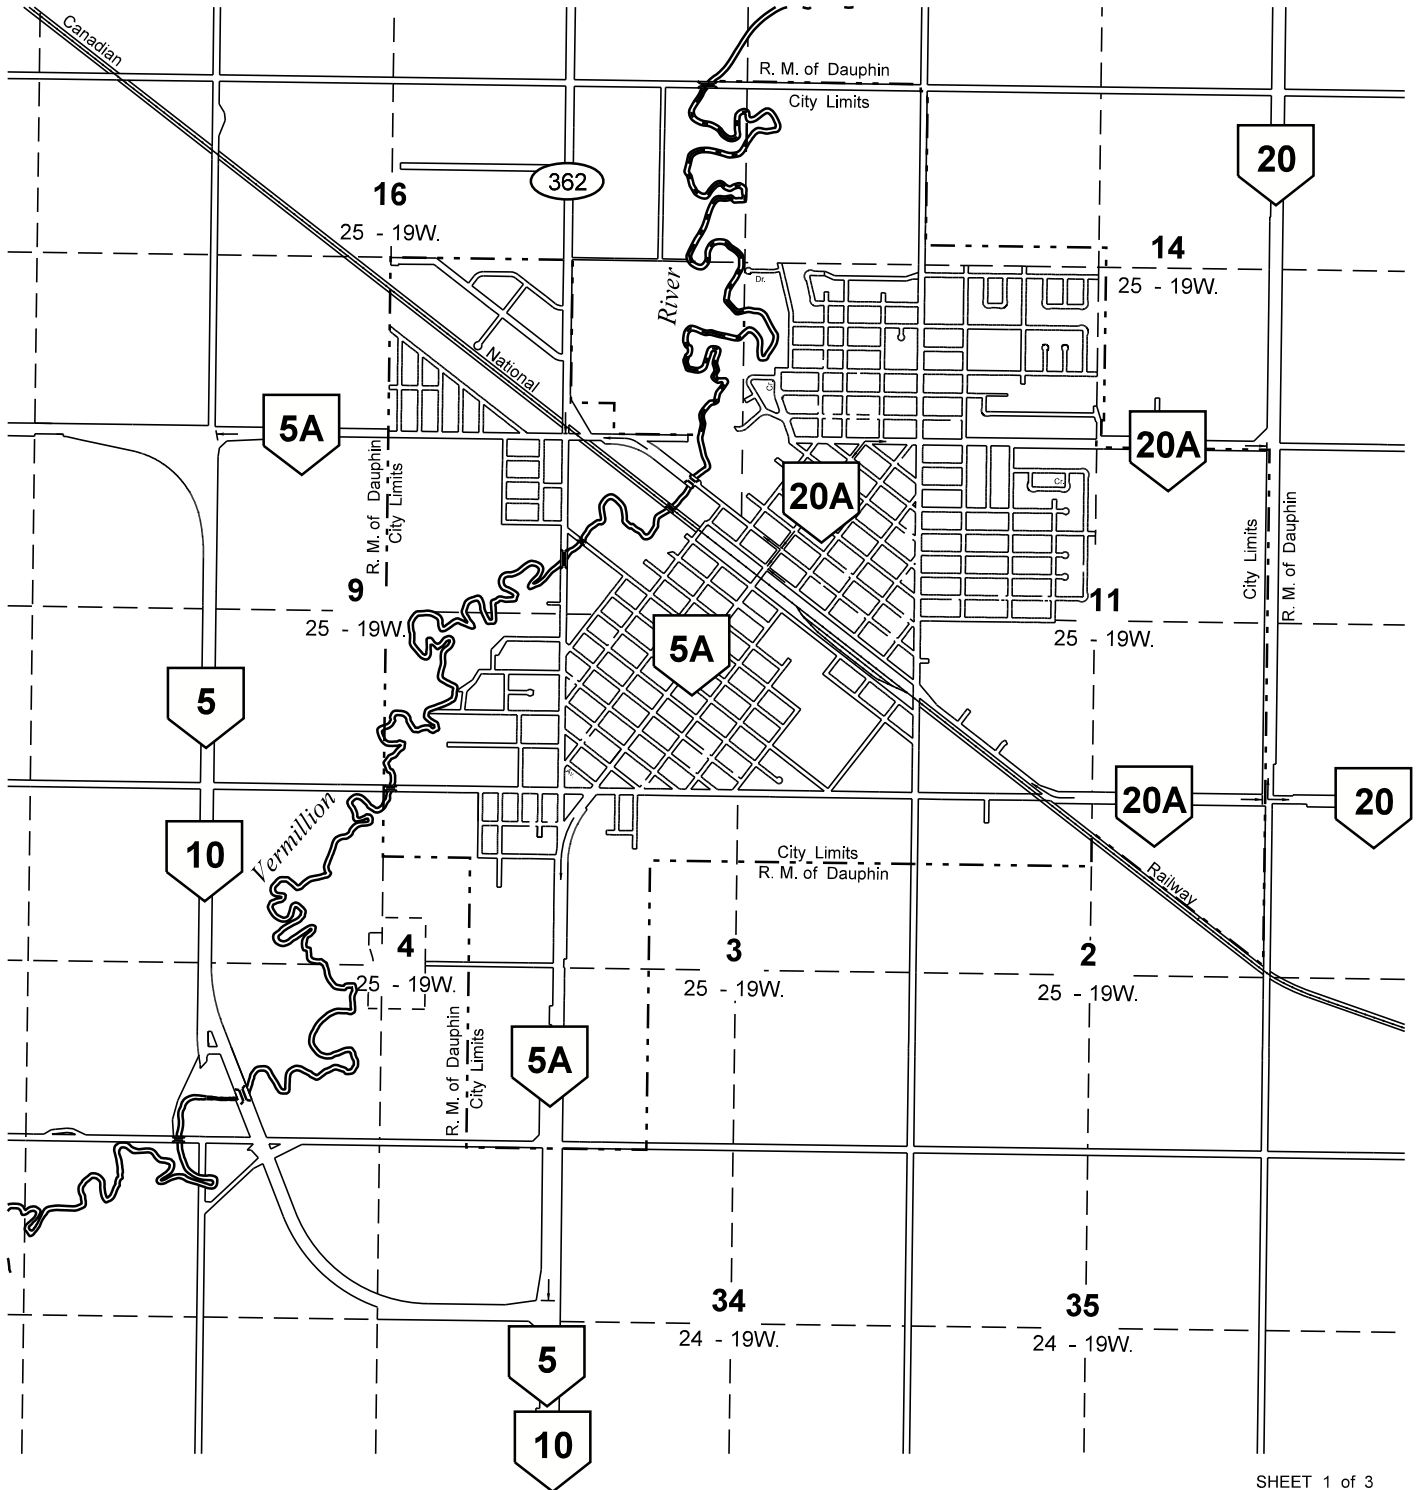 Canadian
R. M. of Dauphin
City Limits
20
362
16
25 - 19W.
14
25 - 19W.
River
Dr.
National
Cr.
5A
20A
20A
Cr.
R. M. of Dauphin
City Limits
City Limits
R. M. of Dauphin
9
25 - 19W.
11
25 - 19W.
5A
5
20A
20
Vermillion
10
City Limits
R. M. of Dauphin
Railway
4
25 - 19W.
3
25 - 19W.
2
25 - 19W.
R. M. of Dauphin
City Limits
5A
34
24 - 19W.
35
24 - 19W.
5
10
SHEET 1 of 3